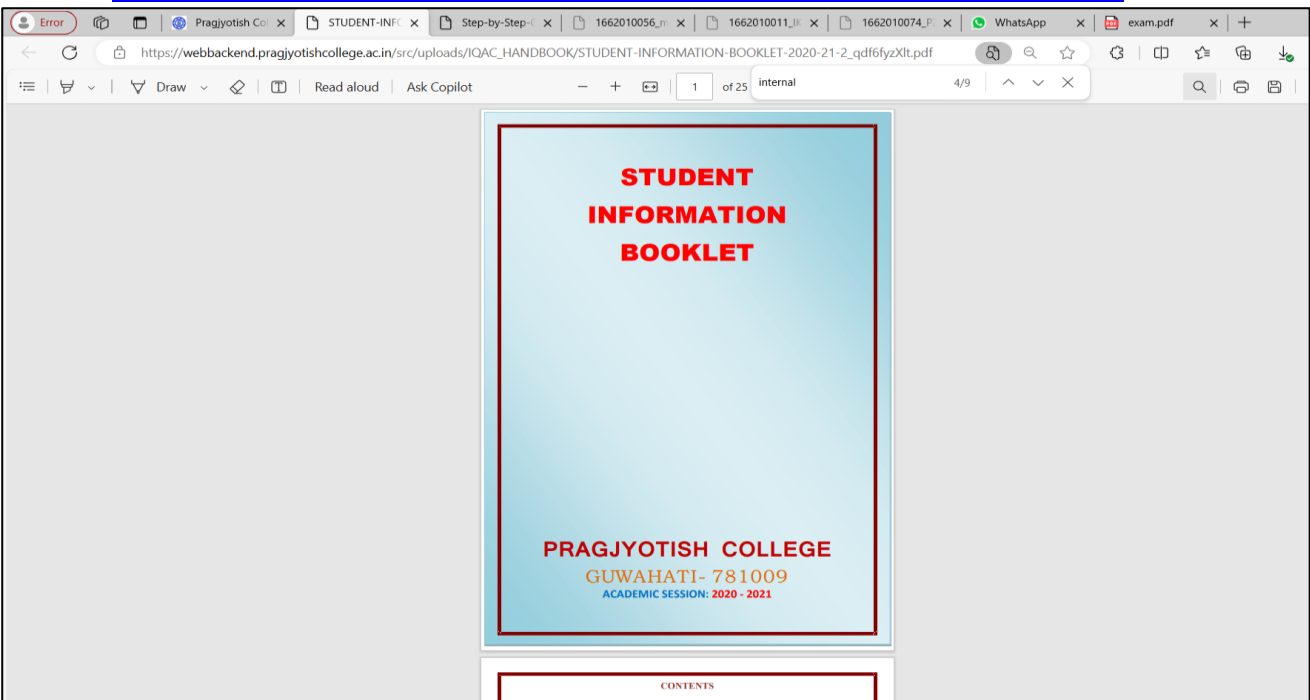 Error
Pragjyotish Col
STUDENT-INFO
Step-by-Step-
1662010056_m
1662010011_IK
1662010074_P
WhatsApp
exam.pdf
https://webbackend.pragjyotishcollege.ac.in/src/uploads/IQAC_HANDBOOK/STUDENT-INFORMATION-BOOKLET-2020-21-2_qdf6fyzXlt.pdf
Draw
Read aloud
Ask Copilot
1
of 25
internal
4/9
STUDENT
INFORMATION
BOOKLET
PRAGJYOTISH COLLEGE
GUWAHATI- 781009
ACADEMIC SESSION: 2020 - 2021
CONTENTS